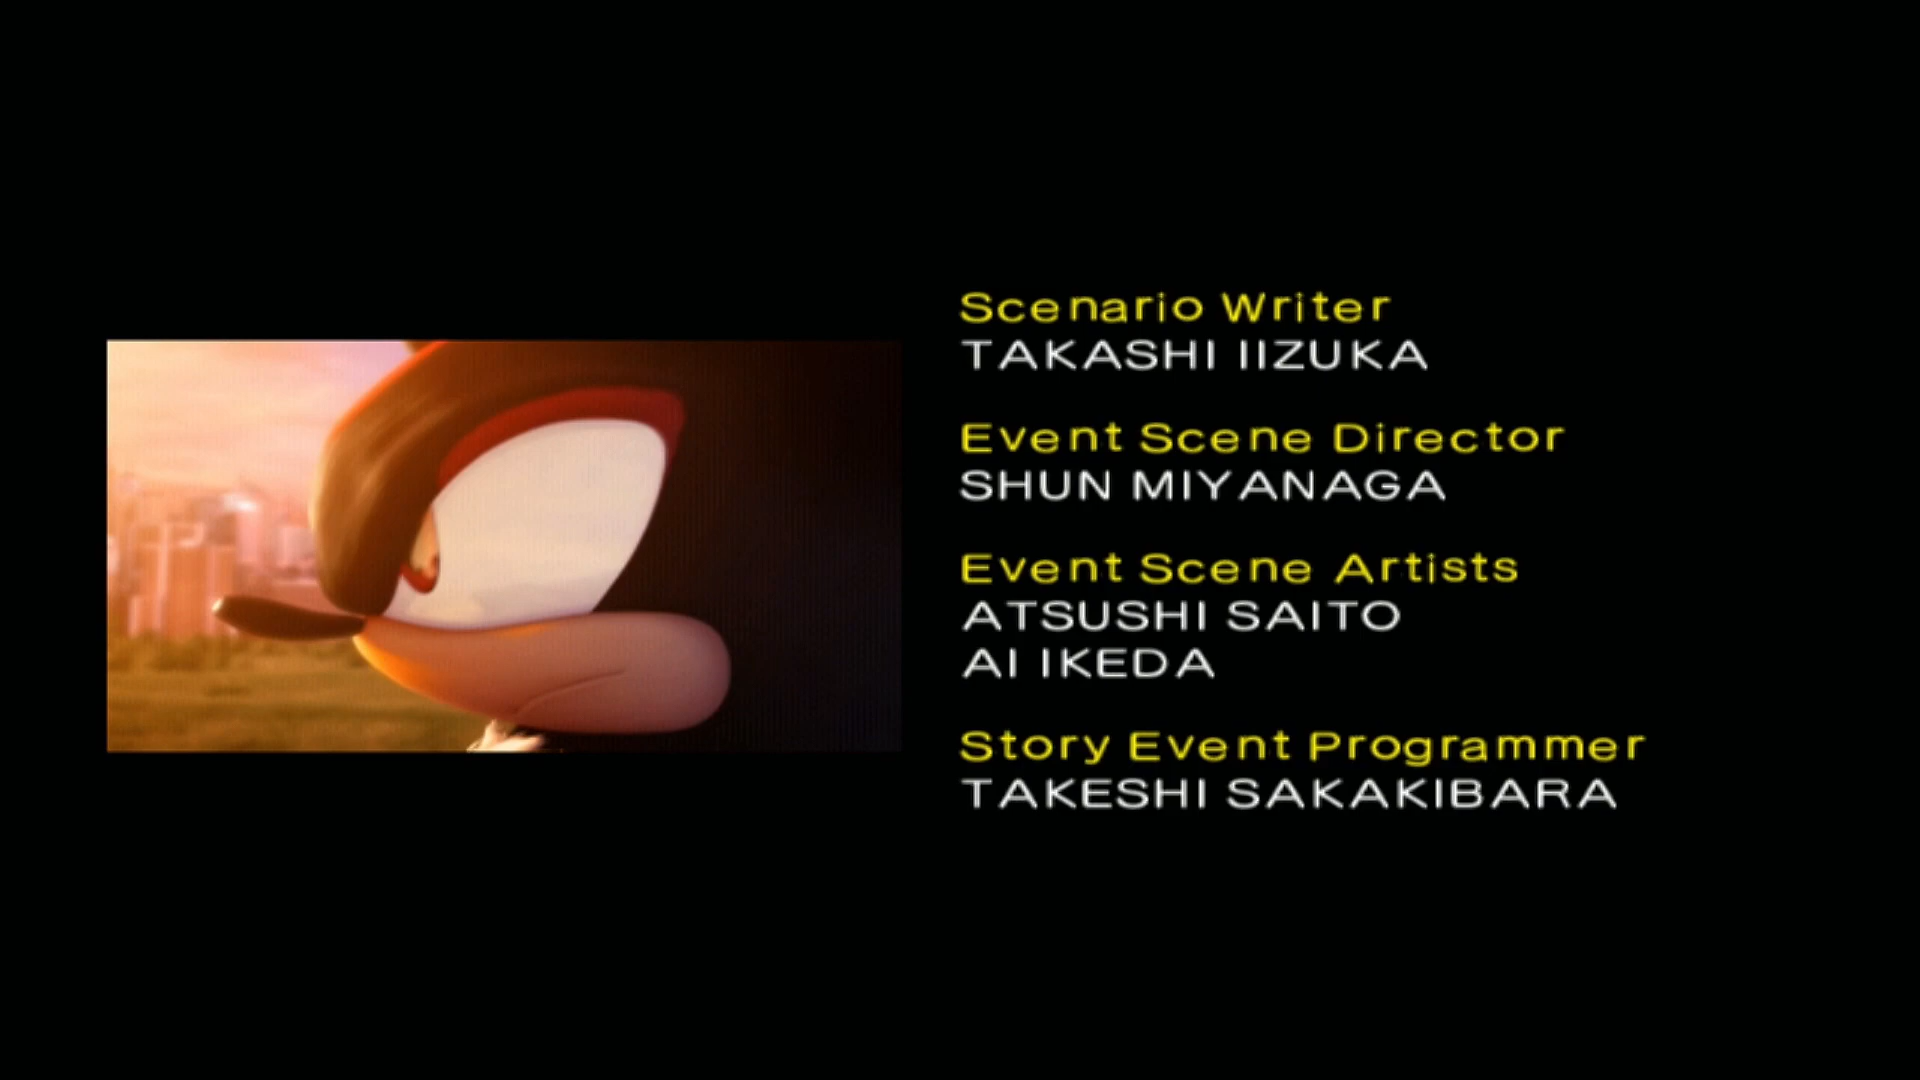 Scenario Writer
TAKASHI IIZUKA
Event Scene Director
SHUN MIYANAGA
Event Scene Artists
ATSUSHI SAITO
AI IKEDA
Story Event Programmer
TAKESHI SAKAKIBARA